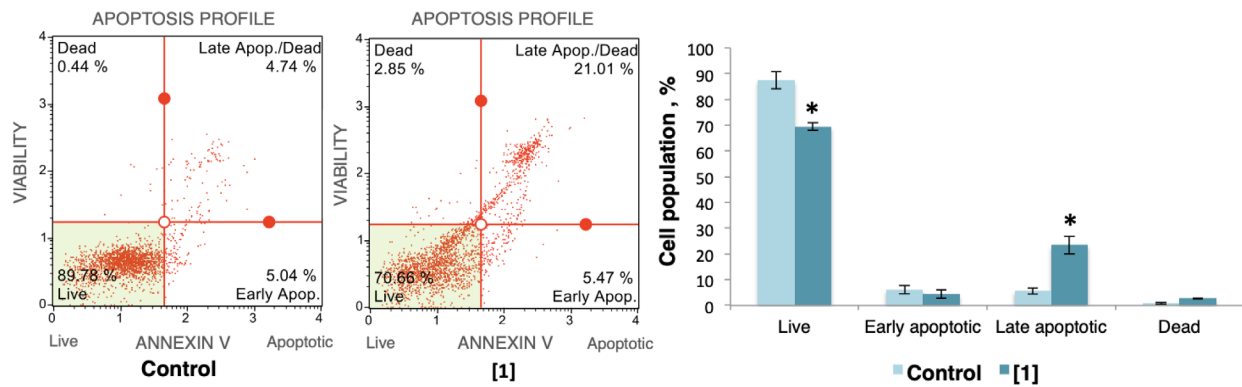 APOPTOSIS PROFILE
4
Dead
0.44 %
Late Apop./Dead
4.74 %
3
VIABILITY
2
1
89.78 %
Live
5.04 %
Early Apop.
0
0 1 2 3 4
Live
ANNEXIN V
Apoptotic
Control
APOPTOSIS PROFILE
4
Dead
2.85 %
Late Apop./Dead
21.01 %
3
VIABILITY
2
1
70.66 %
Live
5.47 %
Early Apop.
0
0 1 2 3 4
Live
ANNEXIN V
Apoptotic
[1]
Cell population , %
100
90
80
70
60
50
40
30
20
10
0
*
*
Live
Early apoptotic
Late apoptotic
Dead
Control
[1]